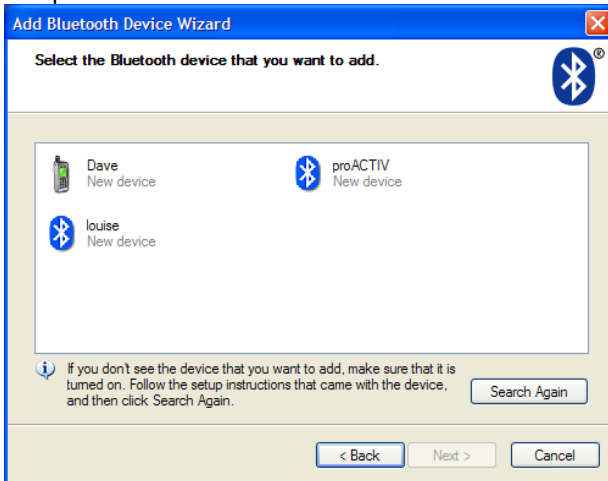 Add Bluetooth Device Wizard
Select the Bluetooth device that you want to add.
®
Dave
New device
proACTIV
New device
louise
New device
If you don't see the device that you want to add, make sure that it is
turned on. Follow the setup instructions that came with the device,
and then click Search Again.
Search Again
< Back
Next >
Cancel